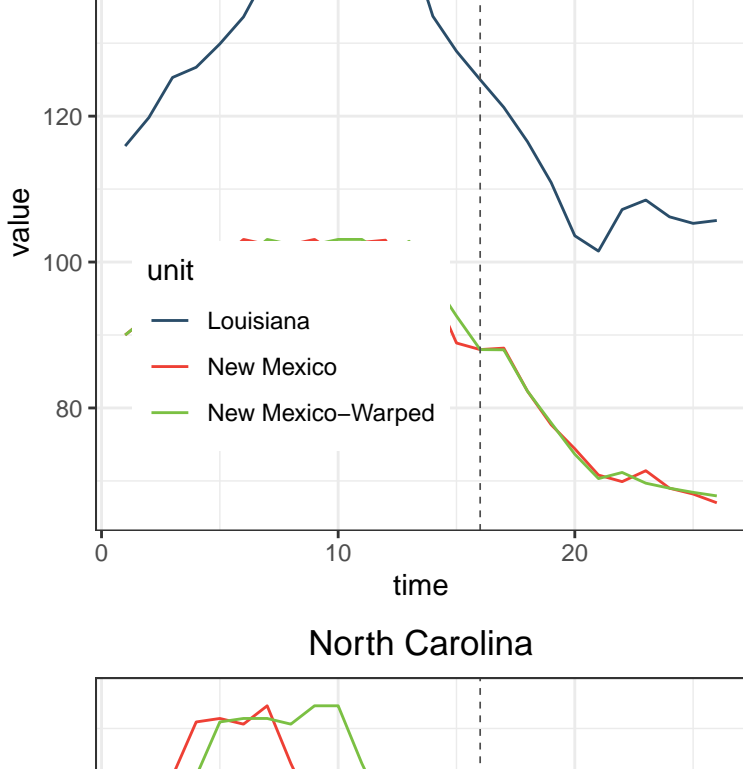 120
100
80
value
unit
Louisiana
New Mexico
New Mexico−Warped
0 10 20
time
North Carolina